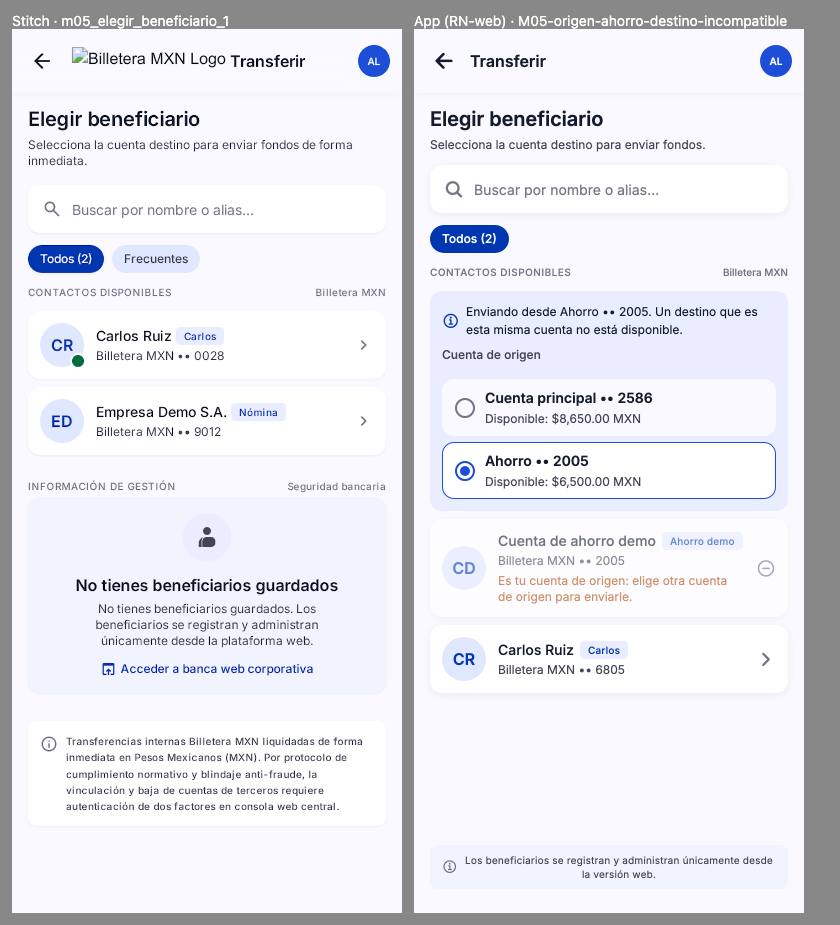 Stitch · m05_elegir_beneficiario_1
Billetera MXN Logo Transferir
AL
Elegir beneficiario
Selecciona la cuenta destino para enviar fondos de forma
inmediata.
Buscar por nombre o alias...
Todos (2)
Frecuentes
CONTACTOS DISPONIBLES
Billetera MXN
CR
Carlos Ruiz
Carlos
Billetera MXN •• 0028
ED
Empresa Demo S.A.
Nómina
Billetera MXN •• 9012
INFORMACIÓN DE GESTIÓN
Seguridad bancaria
No tienes beneficiarios guardados
No tienes beneficiarios guardados. Los
beneficiarios se registran y administran
únicamente desde la plataforma web.
Acceder a banca web corporativa
Transferencias internas Billetera MXN liquidadas de forma
inmediata en Pesos Mexicanos (MXN). Por protocolo de
cumplimiento normativo y blindaje anti-fraude, la
vinculación y baja de cuentas de terceros requiere
autenticación de dos factores en consola web central.
App (RN-web) · M05-origen-ahorro-destino-incompatible
Transferir
AL
Elegir beneficiario
Selecciona la cuenta destino para enviar fondos.
Buscar por nombre o alias...
Todos (2)
CONTACTOS DISPONIBLES
Billetera MXN
Enviando desde Ahorro •• 2005. Un destino que es
esta misma cuenta no está disponible.
Cuenta de origen
Cuenta principal •• 2586
Disponible: $8,650.00 MXN
Ahorro •• 2005
Disponible: $6,500.00 MXN
CD
Cuenta de ahorro demo
Ahorro demo
Billetera MXN •• 2005
Es tu cuenta de origen: elige otra cuenta
de origen para enviarle.
CR
Carlos Ruiz
Carlos
Billetera MXN •• 6805
Los beneficiarios se registran y administran únicamente desde
la versión web.